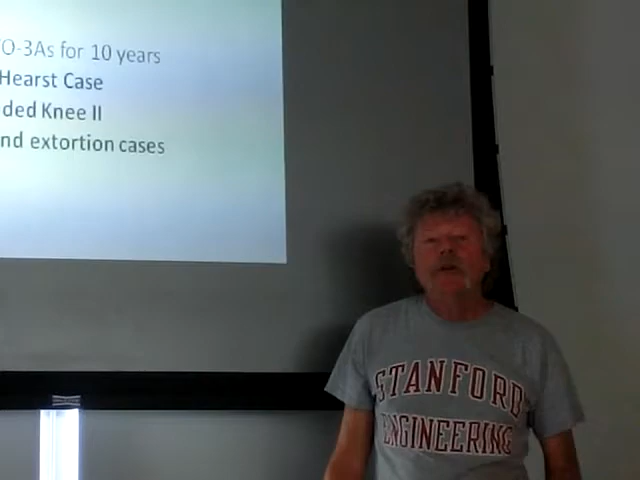 O-3As for 10 years
Hearst Case
ded Knee II
nd extortion cases
STANFORD
ENGINEERING